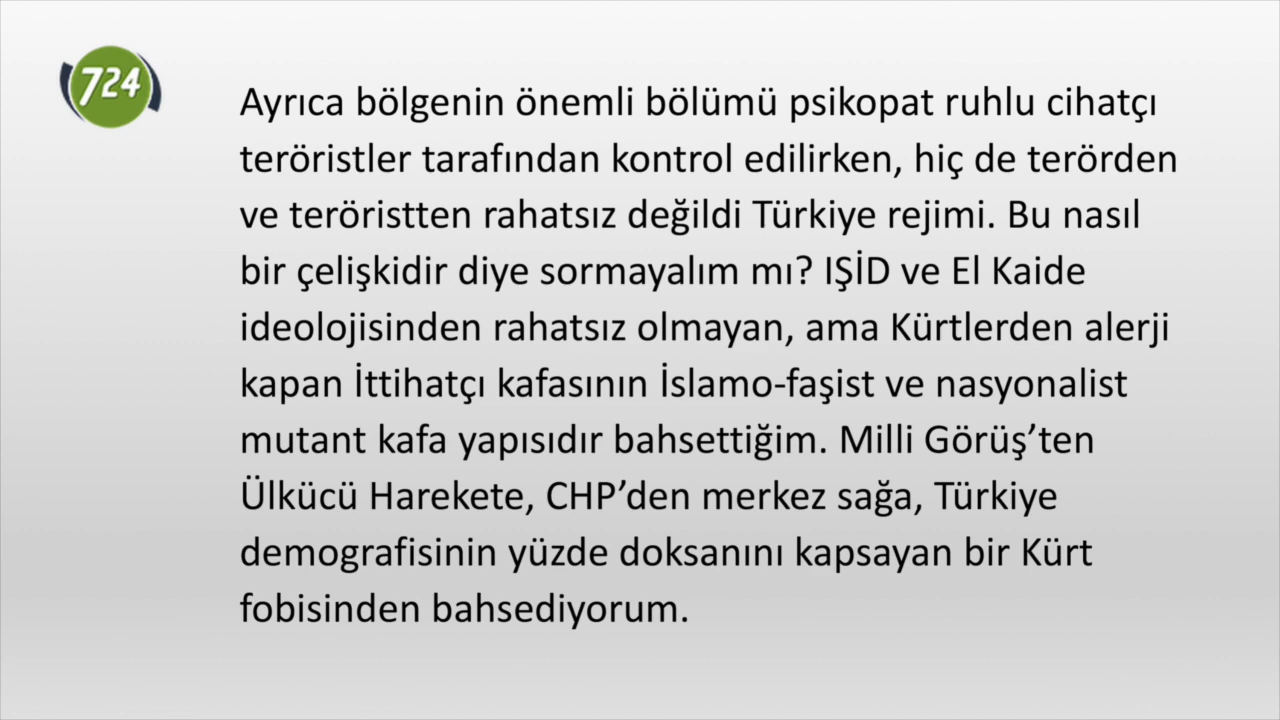 724
Ayrıca bölgenin önemli bölümü psikopat ruhlu cihatçı
teröristler tarafından kontrol edilirken, hiç de terörden
ve teröristten rahatsız değildi Türkiye rejimi. Bu nasıl
bir çelişkidir diye sormayalım mı? IŞİD ve El Kaide
ideolojisinden rahatsız olmayan, ama Kürtlerden alerji
kapan İttihatçı kafasının İslamo-faşist ve nasyonalist
mutant kafa yapısıdır bahsettiğim. Milli Görüş’ten
Ülkücü Harekete, CHP’den merkez sağa, Türkiye
demografisinin yüzde doksanını kapsayan bir Kürt
fobisinden bahsediyorum.